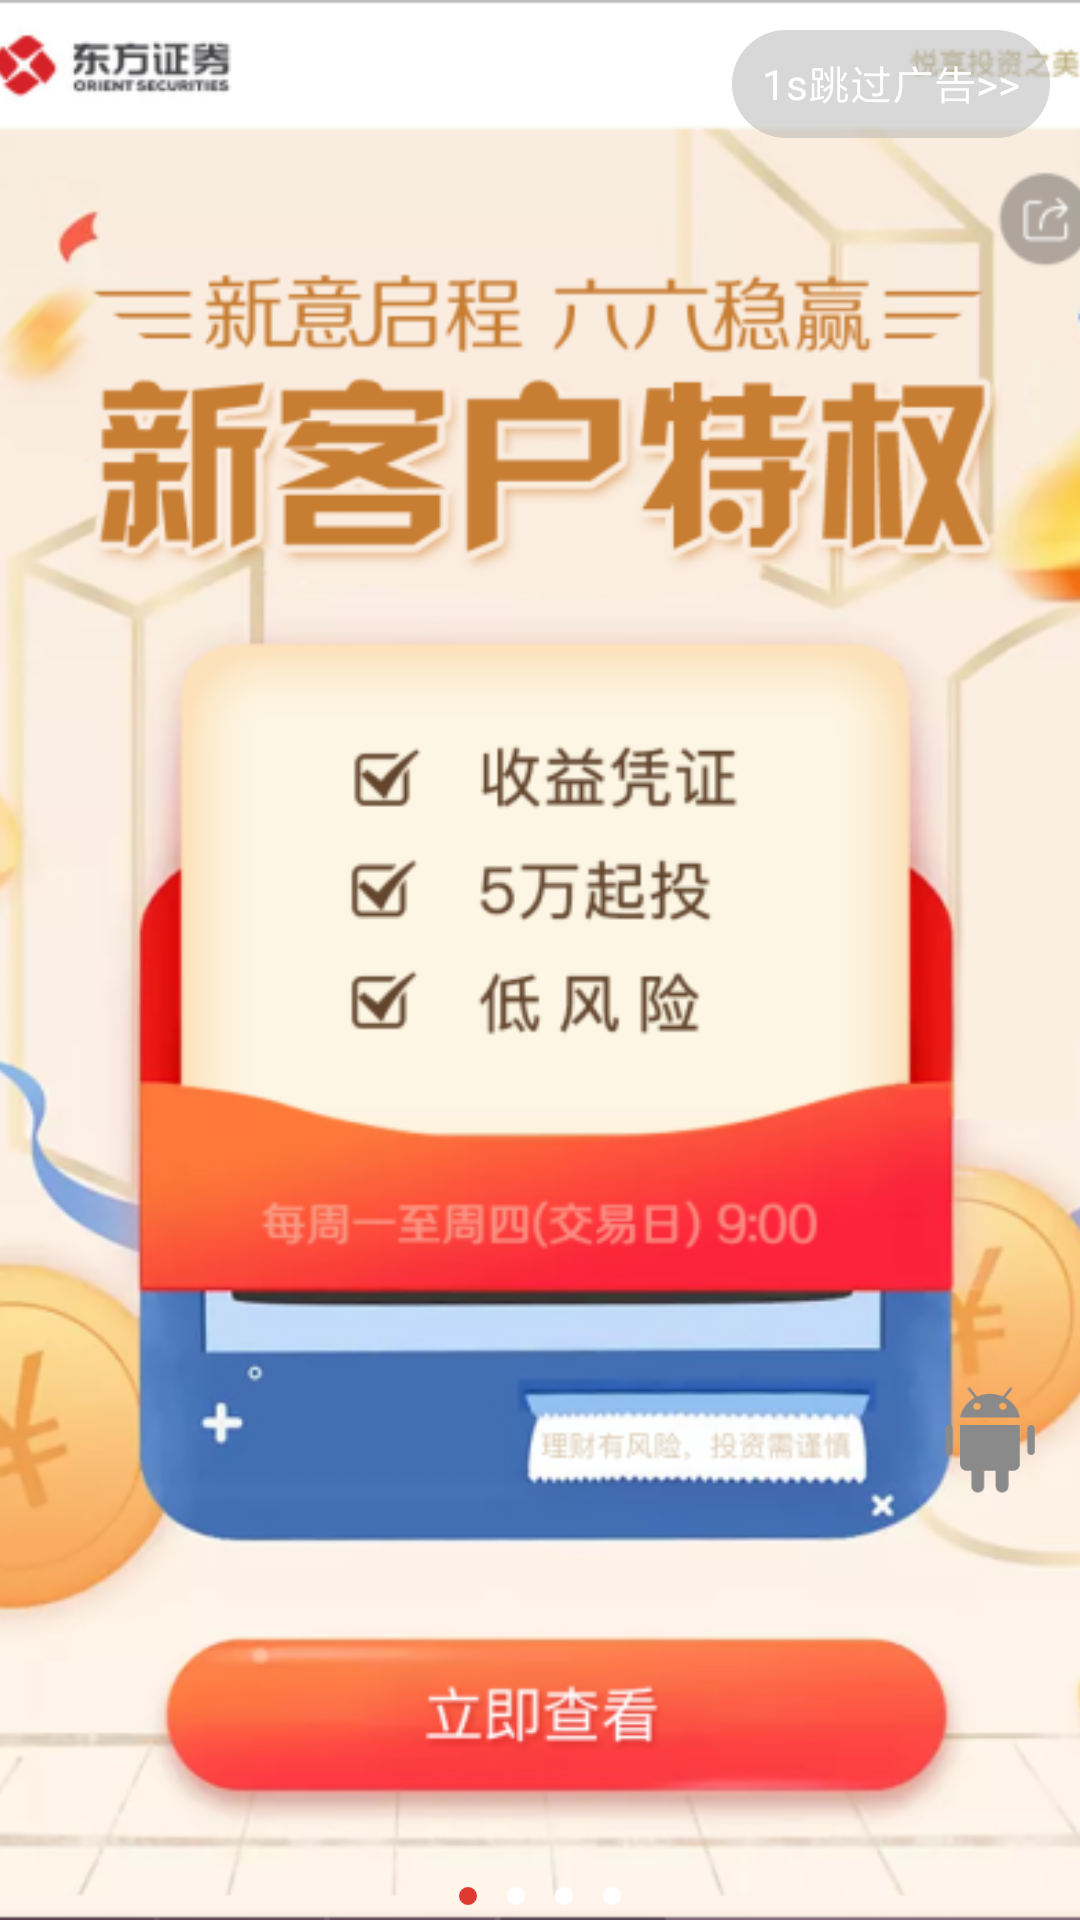 东方证券
ORIENT SECURITIES
悦享投资之美
1s跳过广告>>
新意启程 六六稳赢
新客户特权
收益凭证
5万起投
低风险
每周一至周四(交易日) 9:00
理财有风险，投资需谨慎
立即查看